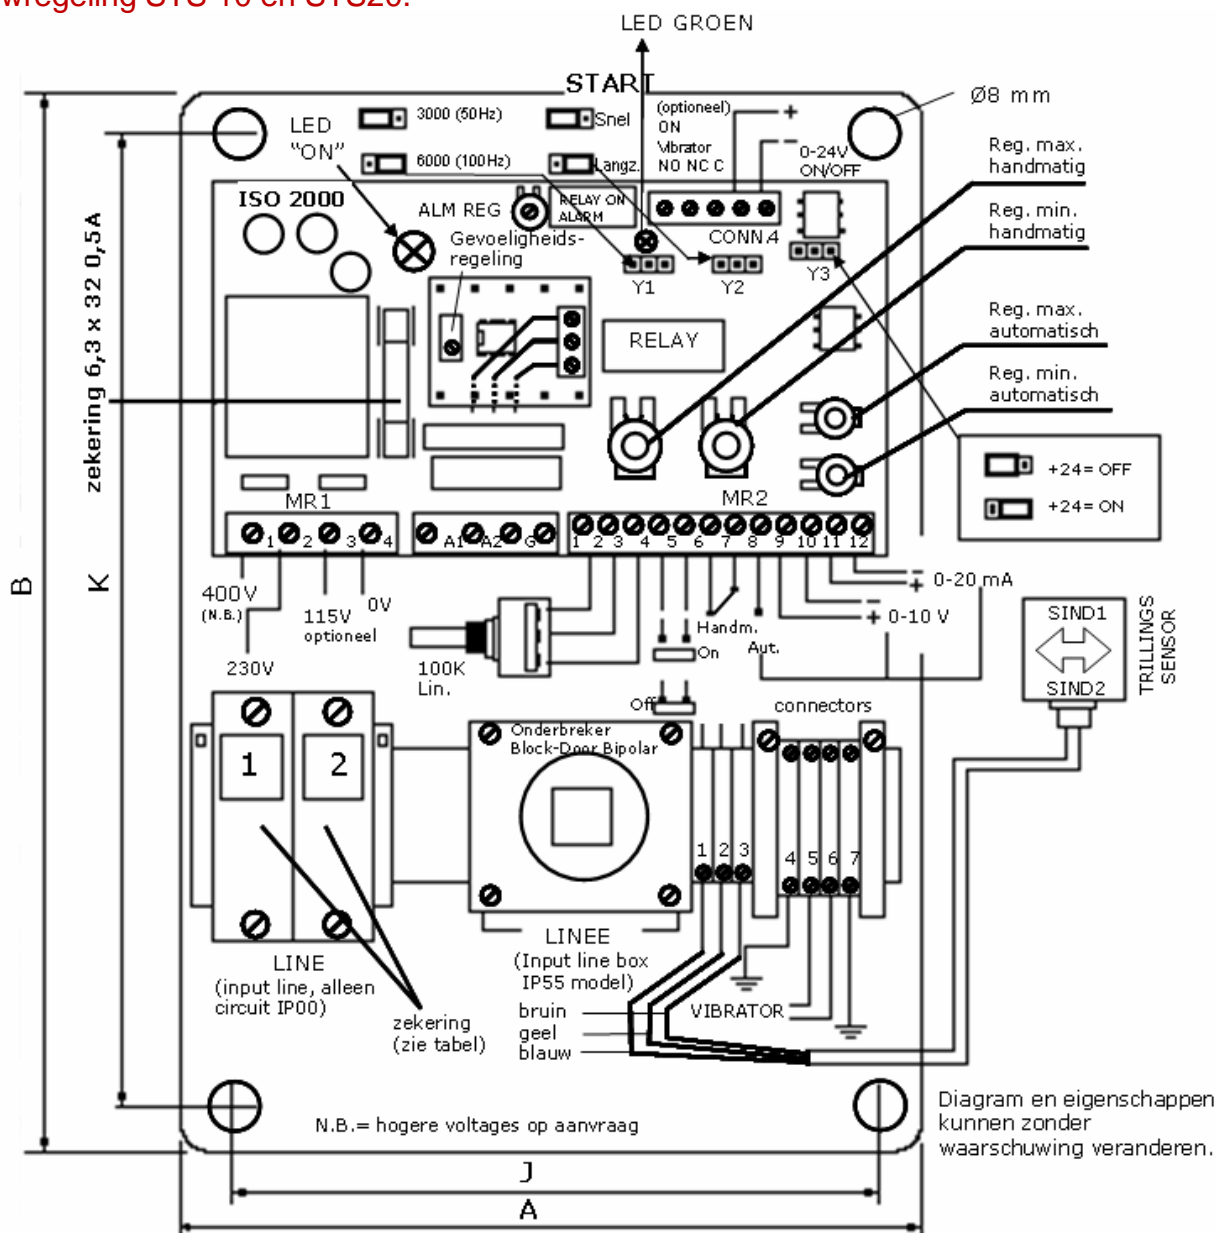 wregeling STS 10 en STS20.
LED GROEN
START
3000 (50Hz)
Snel
(optioneel)
ON
Vibrator
NO NC C
+
–
0-24V
ON/OFF
Ø8 mm
LED
"ON"
6000 (100Hz)
Langz.
Reg. max.
handmatig
ISO 2000
ALM REG
RELAY ON
ALARM
CONN.4
Reg. min.
handmatig
Gevoeligheids-
regeling
Y1
Y2
Y3
zekering 6,3 x 32 0,5A
RELAY
Reg. max.
automatisch
Reg. min.
automatisch
+24= OFF
+24= ON
MR1
MR2
1 2 3 4
A1 A2 G
1 2 3 4 5 6 7 8 9 10 11 12
B
K
400V
(N.B.)
115V
optioneel
0V
230V
100K
Lin.
Handm.
Aut.
On
Off
–
+ 0-20 mA
–
+ 0-10 V
SIND1
SIND2
TRILLINGS
SENSOR
connectors
1
2
Onderbreker
Block-Door Bipolar
1 2 3
4 5 6 7
LINE
(input line, alleen
circuit IP00)
LINEE
(Input line box
IP55 model)
zekering
(zie tabel)
bruin
geel
blauw
VIBRATOR
N.B.= hogere voltages op aanvraag
Diagram en eigenschappen
kunnen zonder
waarschuwing veranderen.
J
A